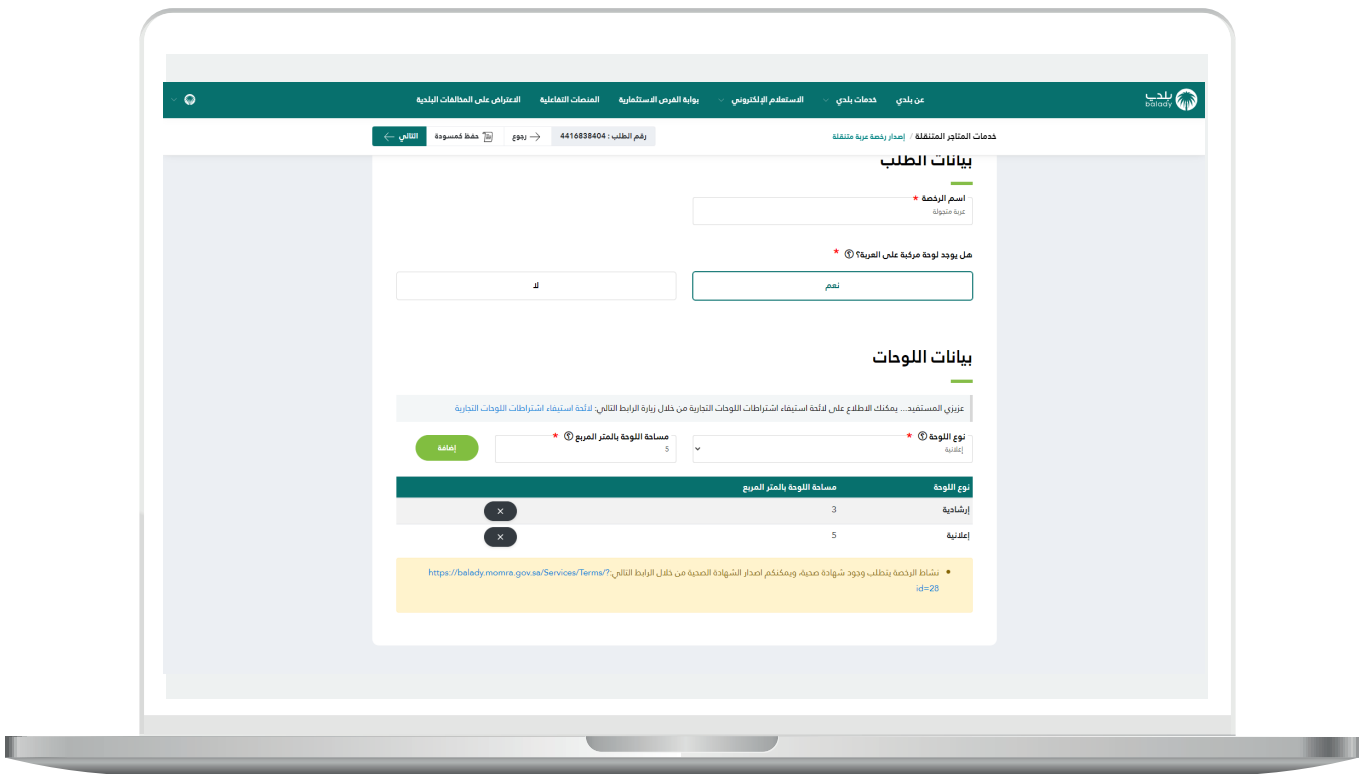 بلدي
balady
عن بلدي
خدمات بلدي
الاستعلام الإلكتروني
بوابة الفرص الاستثمارية
المنصات التفاعلية
الاعتراض على المخالفات البلدية
خدمات المتاجر المتنقلة / إصدار رخصة عربة متنقلة
رقم الطلب : 4416838404
رجوع
حفظ كمسودة
التالي
بيانات الطلب
اسم الرخصة *
عربة متجولة
هل يوجد لوحة مركبة على العربة؟ *
نعم
لا
بيانات اللوحات
عزيزي المستفيد... يمكنك الاطلاع على لائحة استيفاء اشتراطات اللوحات التجارية من خلال زيارة الرابط التالي: لائحة استيفاء اشتراطات اللوحات التجارية
نوع اللوحة *
إعلانية
مساحة اللوحة بالمتر المربع *
5
إضافة
نوع اللوحة مساحة اللوحة بالمتر المربع
إرشادية 3
إعلانية 5
نشاط الرخصة يتطلب وجود شهادة صحية، ويمكنكم اصدار الشهادة الصحية من خلال الرابط التالي:https://balady.momra.gov.sa/Services/Terms/?
id=28